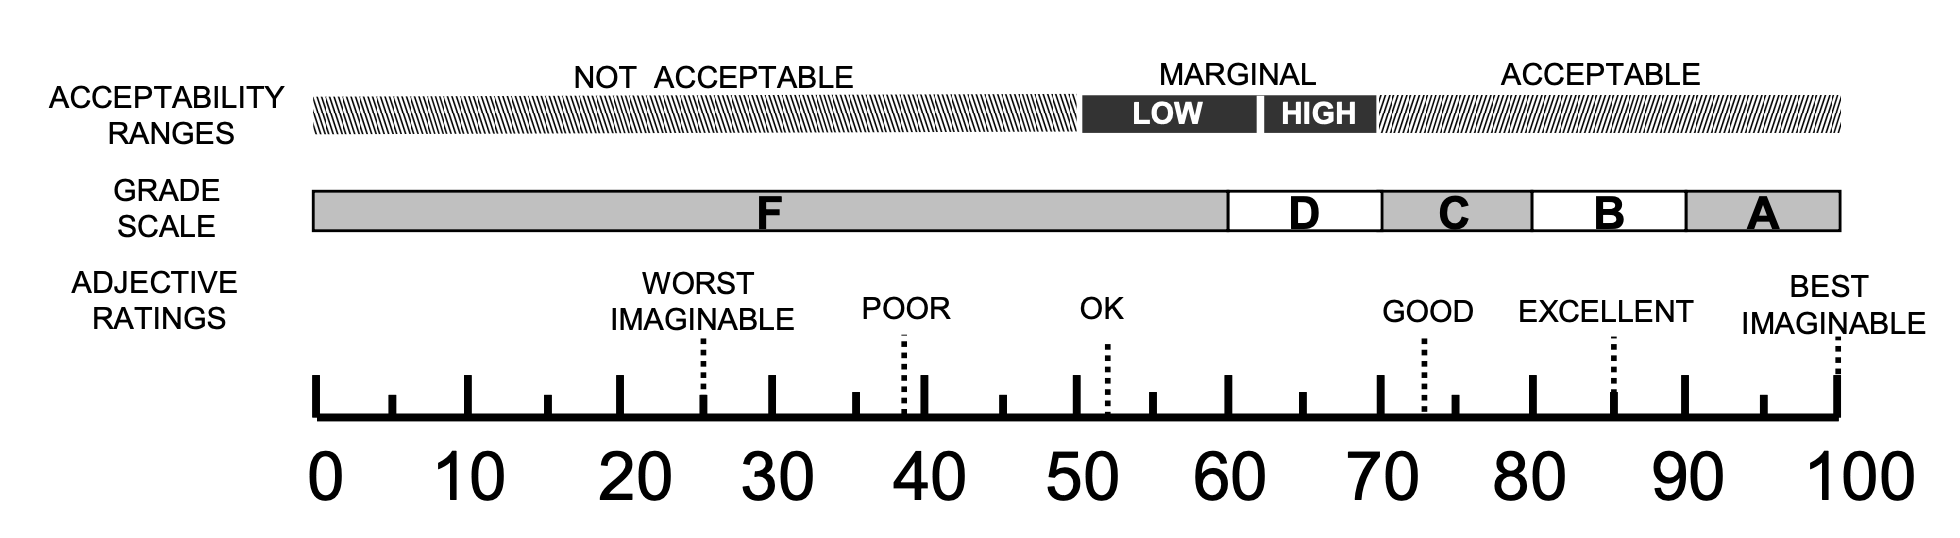 NOT ACCEPTABLE
MARGINAL
ACCEPTABLE
ACCEPTABILITY
RANGES
LOW
HIGH
GRADE
SCALE
F
D
C
B
A
ADJECTIVE
RATINGS
WORST
IMAGINABLE
POOR
OK
GOOD
EXCELLENT
BEST
IMAGINABLE
0 10 20 30 40 50 60 70 80 90 100